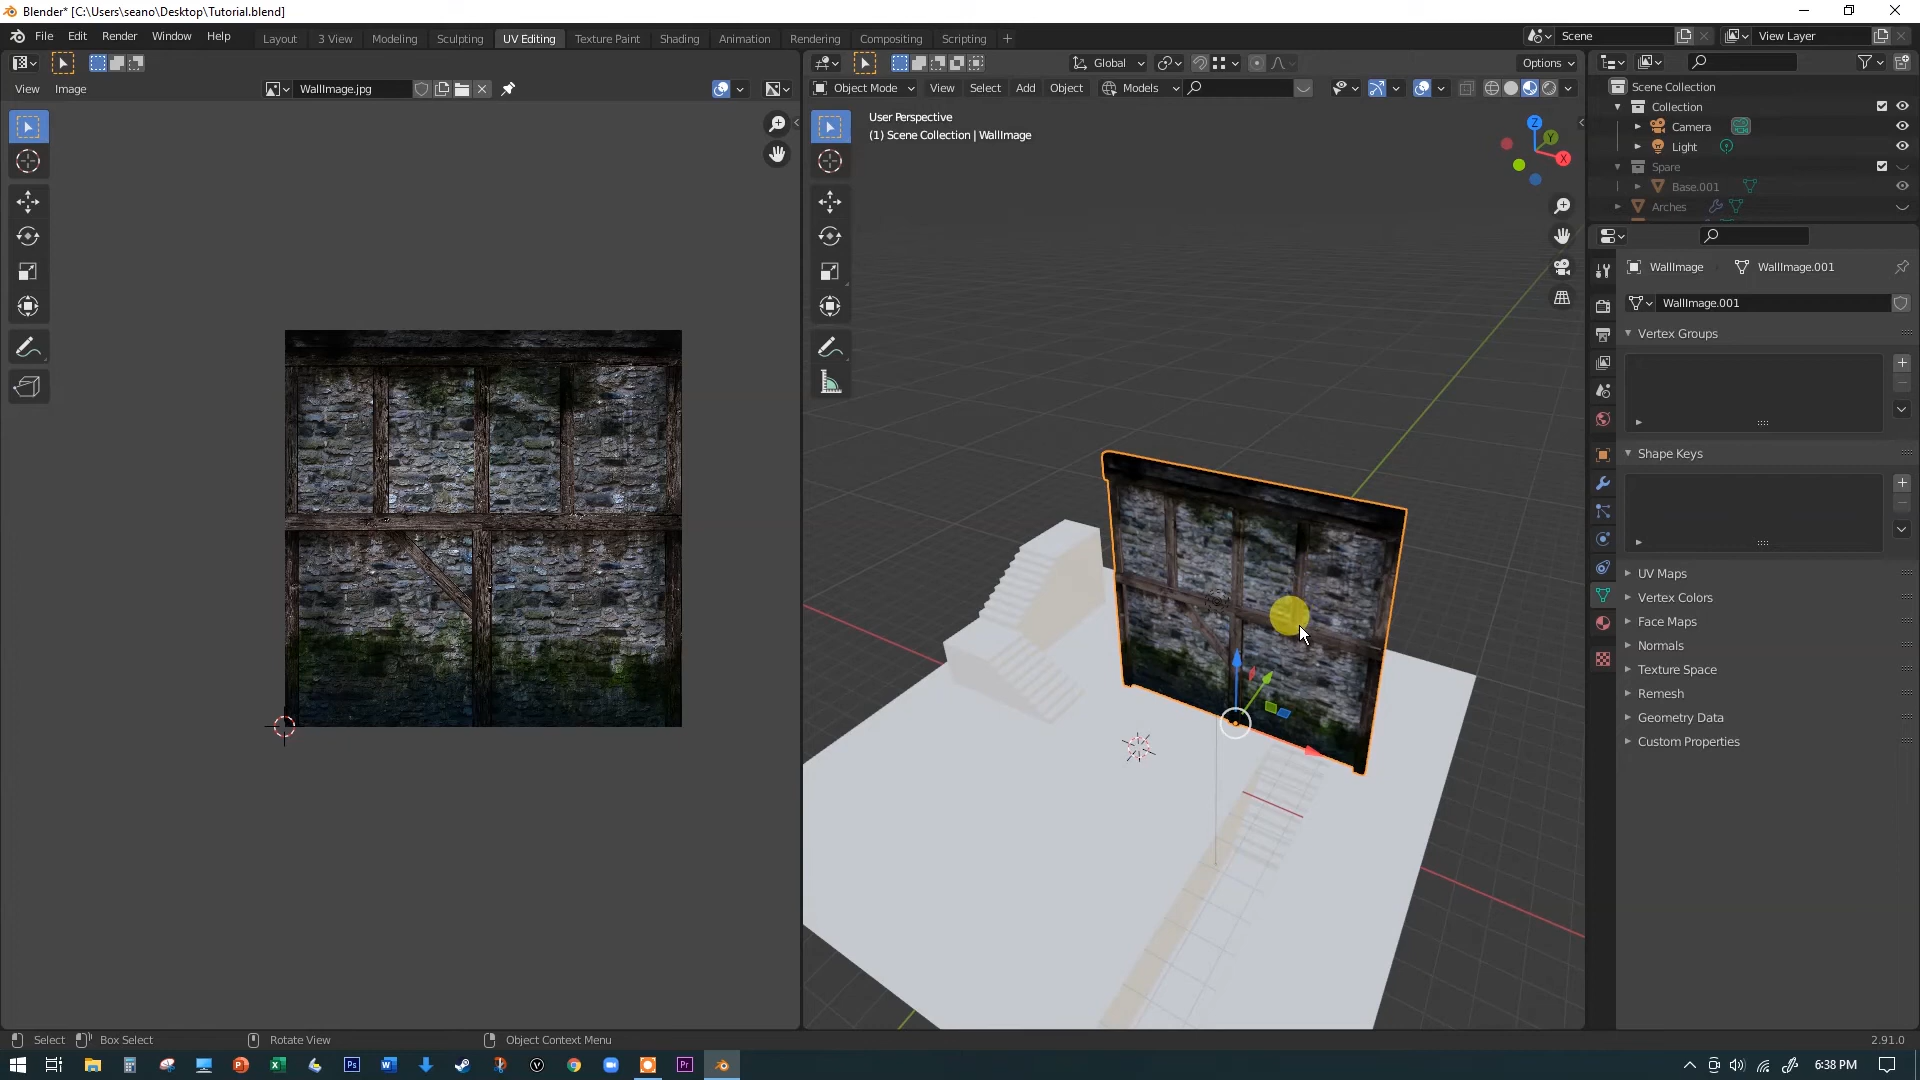 Blender* [C:\Users\seano\Desktop\Tutorial.blend]
File Edit Render Window Help
Layout 3 View Modeling Sculpting UV Editing Texture Paint Shading Animation Rendering Compositing Scripting +
Scene
View Layer
Global
Options
View Image
WallImage.jpg
Object Mode View Select Add Object Models
User Perspective
(1) Scene Collection | WallImage
Z
Y
X
Scene Collection
Collection
Camera
Light
Spare
Base.001
Arches
WallImage WallImage.001
WallImage.001
Vertex Groups
Shape Keys
UV Maps
Vertex Colors
Face Maps
Normals
Texture Space
Remesh
Geometry Data
Custom Properties
Select Box Select Rotate View Object Context Menu
2.91.0
6:38 PM